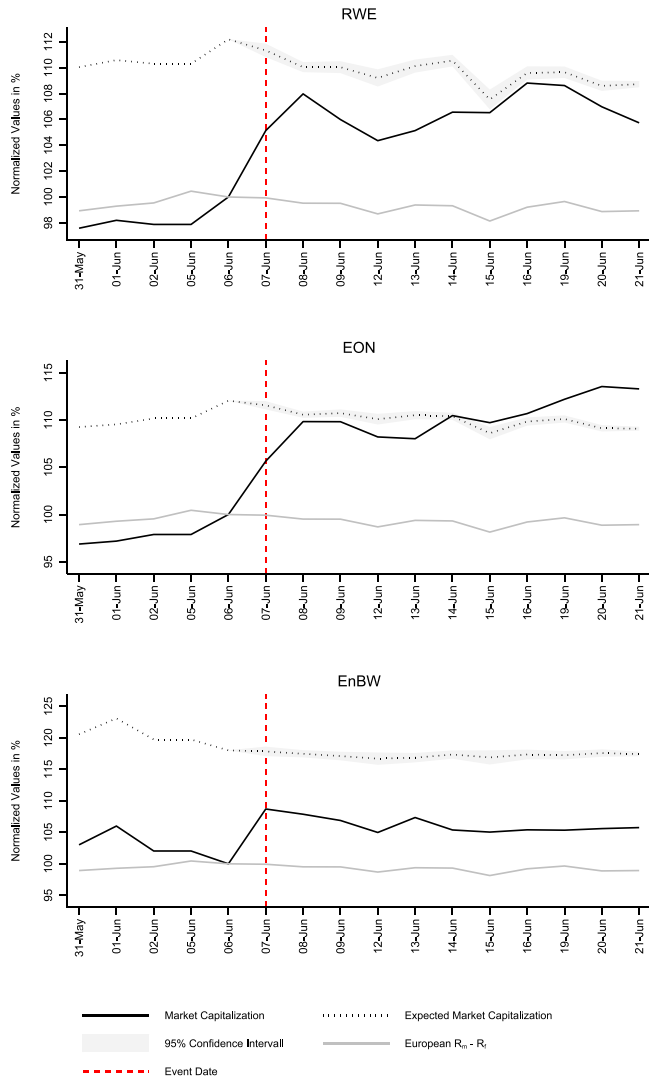 RWE
Normalized Values in %
112
110
108
106
104
102
100
98
31-May
01-Jun
02-Jun
05-Jun
06-Jun
07-Jun
08-Jun
09-Jun
12-Jun
13-Jun
14-Jun
15-Jun
16-Jun
19-Jun
20-Jun
21-Jun
EON
Normalized Values in %
115
110
105
100
95
31-May
01-Jun
02-Jun
05-Jun
06-Jun
07-Jun
08-Jun
09-Jun
12-Jun
13-Jun
14-Jun
15-Jun
16-Jun
19-Jun
20-Jun
21-Jun
EnBW
Normalized Values in %
125
120
115
110
105
100
95
31-May
01-Jun
02-Jun
05-Jun
06-Jun
07-Jun
08-Jun
09-Jun
12-Jun
13-Jun
14-Jun
15-Jun
16-Jun
19-Jun
20-Jun
21-Jun
Market Capitalization
Expected Market Capitalization
95% Confidence Intervall
European Rm - Rf
Event Date